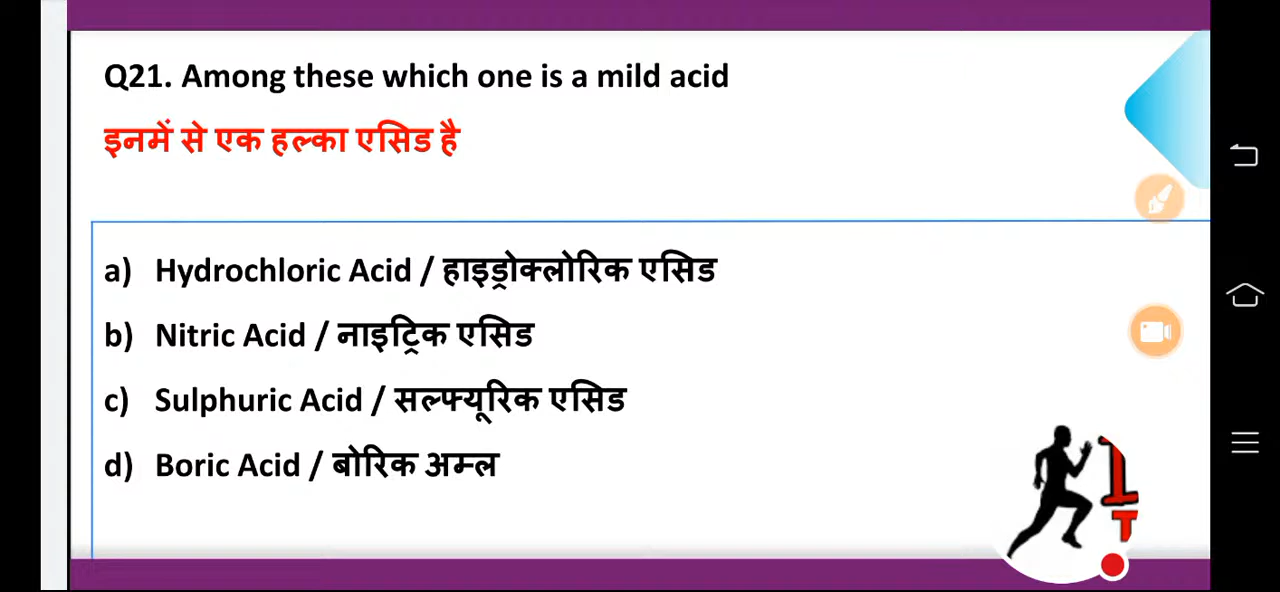 Q21. Among these which one is a mild acid
इनमें से एक हल्का एसिड है
a) Hydrochloric Acid / हाइड्रोक्लोरिक एसिड
b) Nitric Acid / नाइट्रिक एसिड
c) Sulphuric Acid / सल्फ्यूरिक एसिड
d) Boric Acid / बोरिक अम्ल